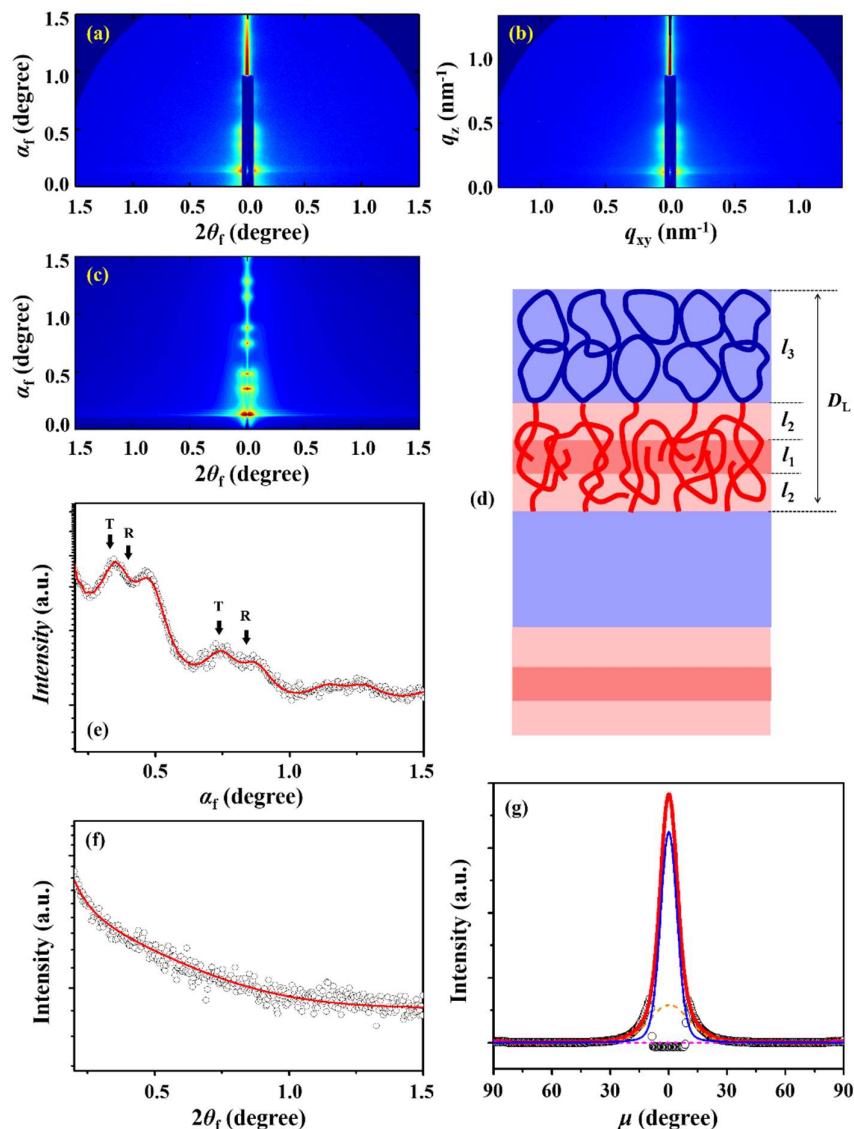 (a)
1.5
1.0
0.5
0.0
αf (degree)
1.5 1.0 0.5 0.0 0.5 1.0 1.5
2θf (degree)
(b)
1.0
0.5
0.0
qz (nm-1)
1.0 0.5 0.0 0.5 1.0
qxy (nm-1)
(c)
1.5
1.0
0.5
0.0
αf (degree)
1.5 1.0 0.5 0.0 0.5 1.0 1.5
2θf (degree)
(d)
l3
l2
l1
l2
DL
T
R
T
R
Intensity (a.u.)
(e)
0.5 1.0 1.5
αf (degree)
(f)
Intensity (a.u.)
0.5 1.0 1.5
2θf (degree)
(g)
Intensity (a.u.)
90 60 30 0 30 60 90
μ (degree)